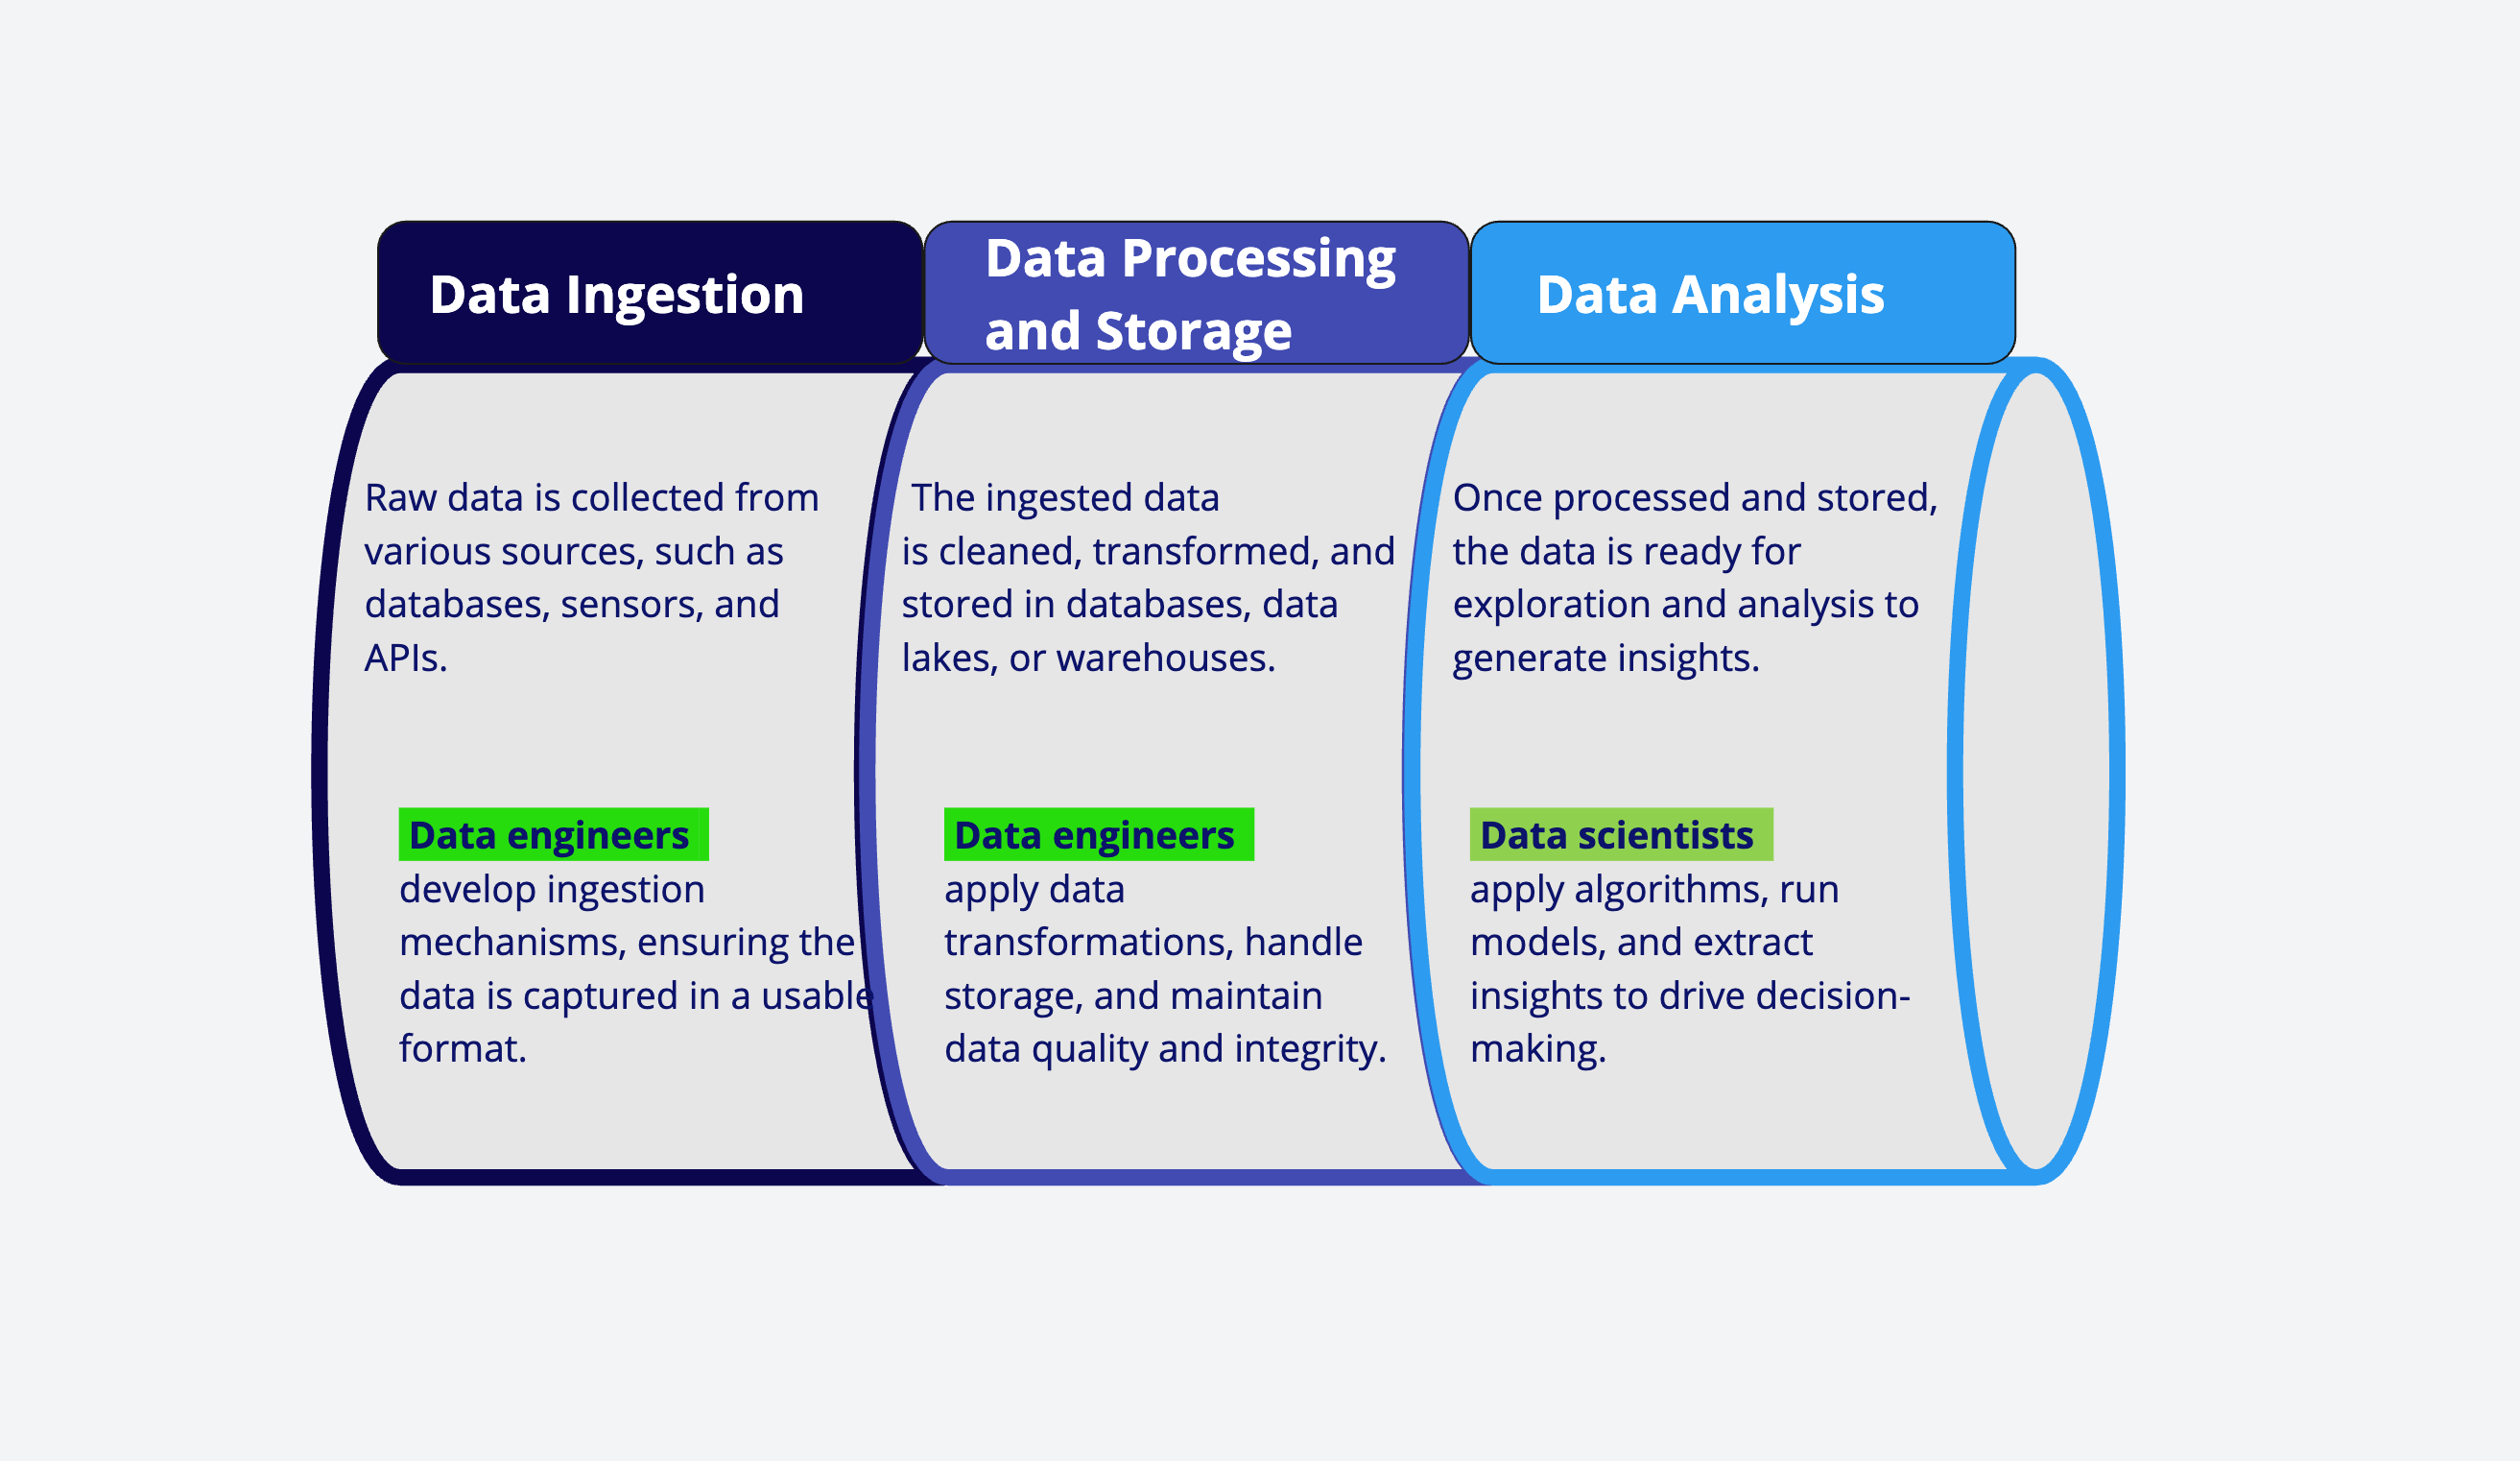 Data Ingestion
Data Processing
and Storage
Data Analysis
Raw data is collected from
various sources, such as
databases, sensors, and
APIs.
Data engineers
develop ingestion
mechanisms, ensuring the
data is captured in a usable
format.
The ingested data
is cleaned, transformed, and
stored in databases, data
lakes, or warehouses.
Data engineers
apply data
transformations, handle
storage, and maintain
data quality and integrity.
Once processed and stored,
the data is ready for
exploration and analysis to
generate insights.
Data scientists
apply algorithms, run
models, and extract
insights to drive decision-
making.